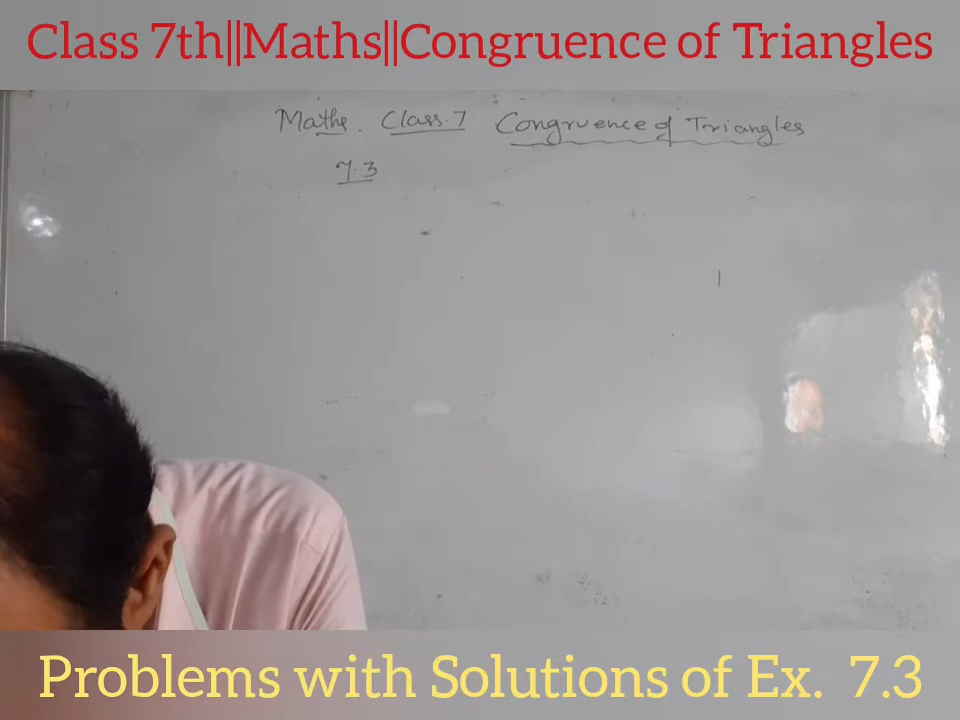 Class 7th||Maths||Congruence of Triangles
Maths. Class. 7 Congruence of Triangles
7.3
Problems with Solutions of Ex. 7.3